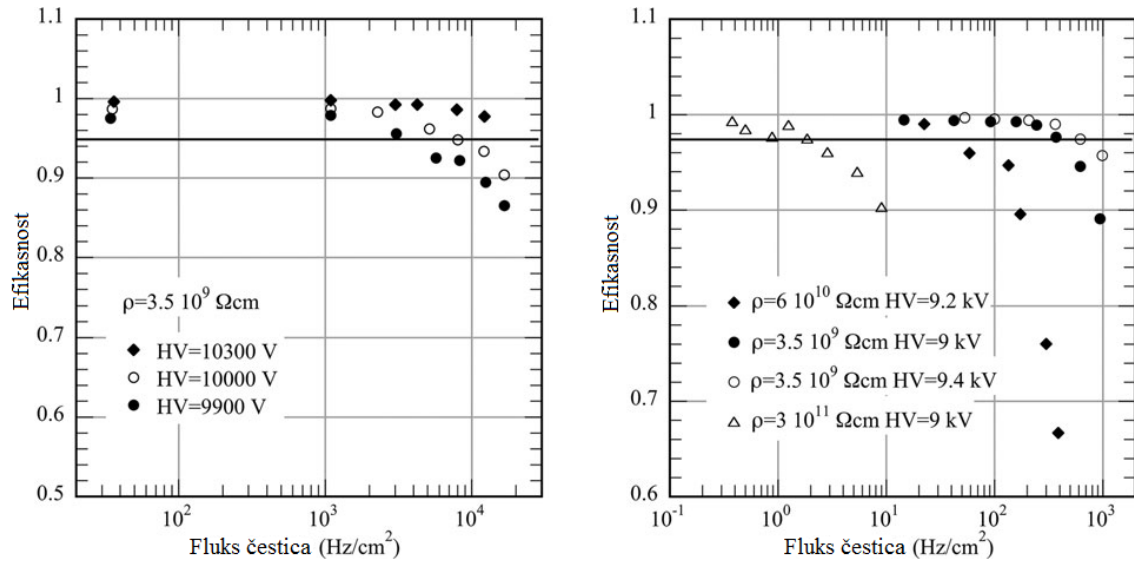 1.1
1
0.9
0.8
0.7
0.6
0.5
Efikasnost
ρ=3.5 10⁹ Ωcm
HV=10300 V
HV=10000 V
HV=9900 V
10² 10³ 10⁴
Fluks čestica (Hz/cm²)
1.1
1
0.9
0.8
0.7
0.6
Efikasnost
ρ=6 10¹⁰ Ωcm HV=9.2 kV
ρ=3.5 10⁹ Ωcm HV=9 kV
ρ=3.5 10⁹ Ωcm HV=9.4 kV
ρ=3 10¹¹ Ωcm HV=9 kV
10⁻¹ 10⁰ 10¹ 10² 10³
Fluks čestica (Hz/cm²)